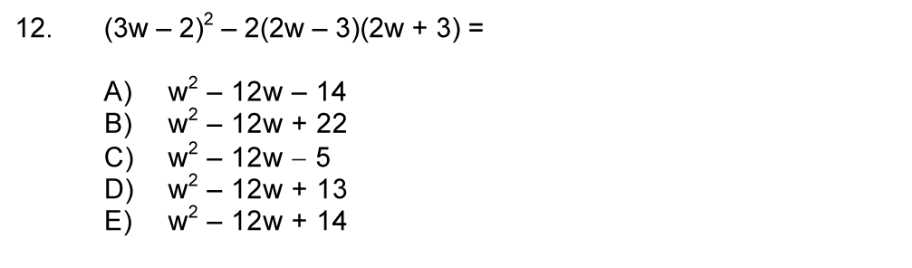 12. (3w – 2)² – 2(2w – 3)(2w + 3) =
A) w² – 12w – 14
B) w² – 12w + 22
C) w² – 12w – 5
D) w² – 12w + 13
E) w² – 12w + 14